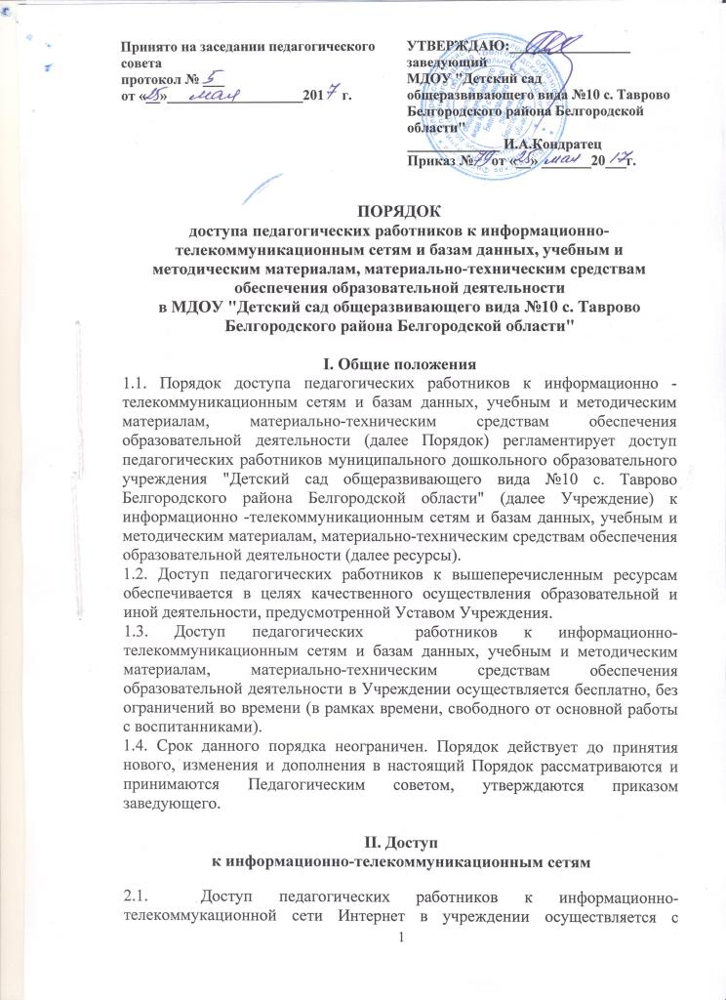 Принято на заседании педагогического
совета
протокол № 5
от «25» мая 2017 г.
УТВЕРЖДАЮ:
заведующий
МДОУ "Детский сад
общеразвивающего вида №10 с. Таврово
Белгородского района Белгородской
области"
И.А.Кондратец
Приказ № 79 от «25» мая 2017г.
ПОРЯДОК
доступа педагогических работников к информационно-
телекоммуникационным сетям и базам данных, учебным и
методическим материалам, материально-техническим средствам
обеспечения образовательной деятельности
в МДОУ "Детский сад общеразвивающего вида №10 с. Таврово
Белгородского района Белгородской области"
I. Общие положения
1.1. Порядок доступа педагогических работников к информационно -
телекоммуникационным сетям и базам данных, учебным и методическим
материалам, материально-техническим средствам обеспечения
образовательной деятельности (далее Порядок) регламентирует доступ
педагогических работников муниципального дошкольного образовательного
учреждения "Детский сад общеразвивающего вида №10 с. Таврово
Белгородского района Белгородской области" (далее Учреждение) к
информационно -телекоммуникационным сетям и базам данных, учебным и
методическим материалам, материально-техническим средствам обеспечения
образовательной деятельности (далее ресурсы).
1.2. Доступ педагогических работников к вышеперечисленным ресурсам
обеспечивается в целях качественного осуществления образовательной и
иной деятельности, предусмотренной Уставом Учреждения.
1.3. Доступ педагогических работников к информационно-
телекоммуникационным сетям и базам данных, учебным и методическим
материалам, материально-техническим средствам обеспечения
образовательной деятельности в Учреждении осуществляется бесплатно, без
ограничений во времени (в рамках времени, свободного от основной работы
с воспитанниками).
1.4. Срок данного порядка неограничен. Порядок действует до принятия
нового, изменения и дополнения в настоящий Порядок рассматриваются и
принимаются Педагогическим советом, утверждаются приказом
заведующего.
II. Доступ
к информационно-телекоммуникационным сетям
2.1. Доступ педагогических работников к информационно-
телекоммукационной сети Интернет в учреждении осуществляется с
1